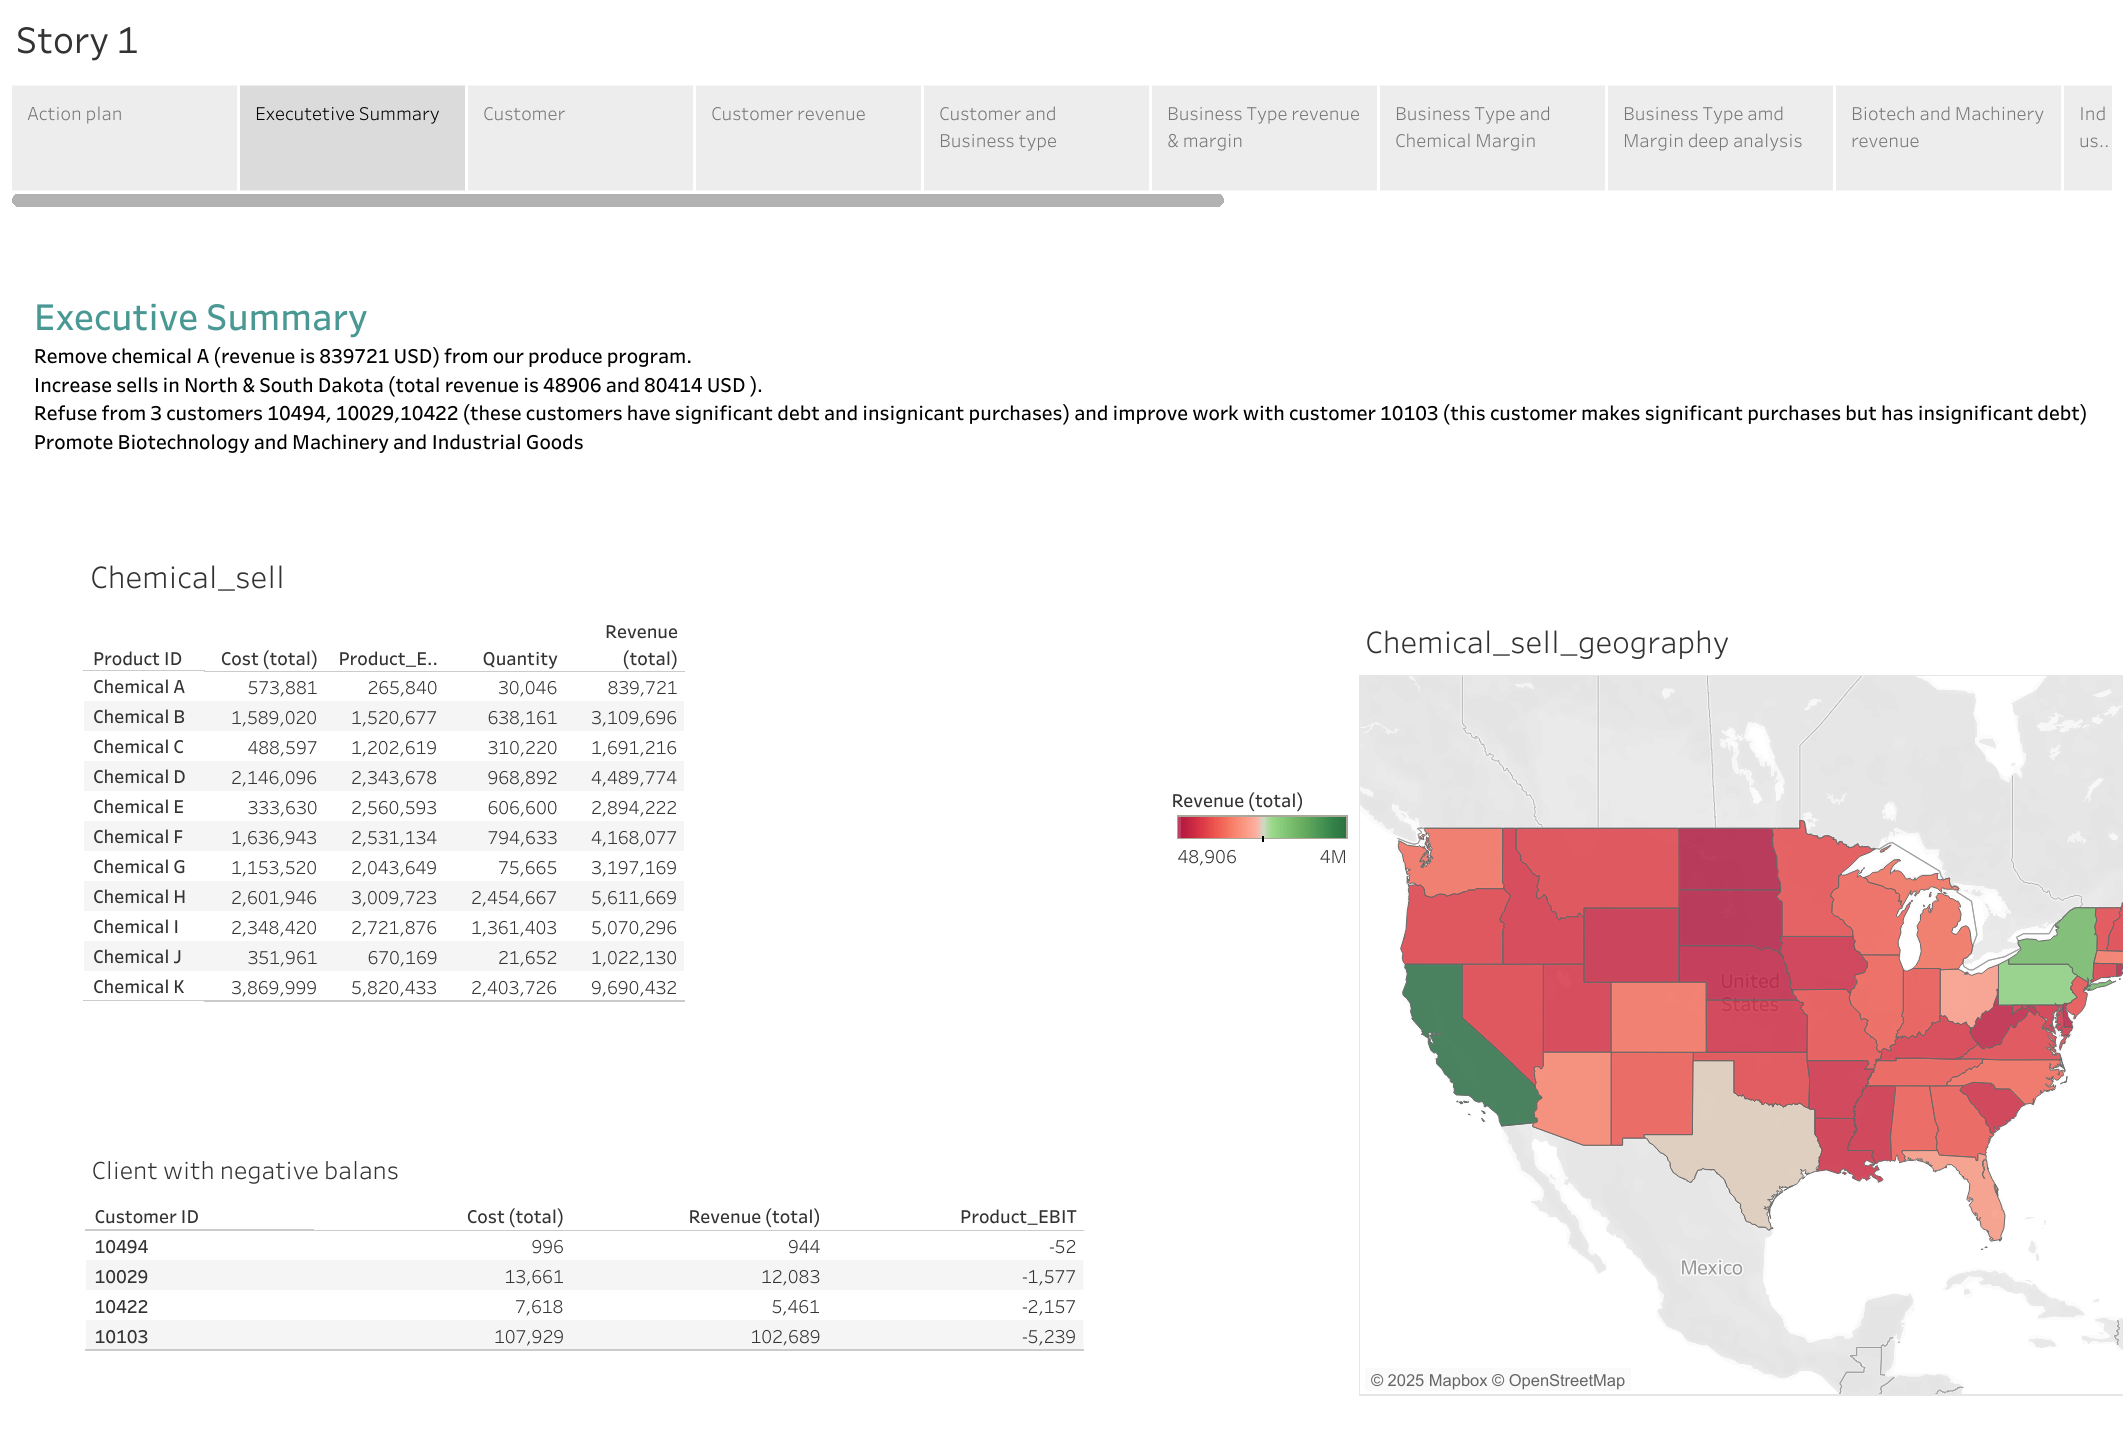 Story 1
Action plan
Executetive Summary
Customer
Customer revenue
Customer and
Business type
Business Type revenue
& margin
Business Type and
Chemical Margin
Business Type amd
Margin deep analysis
Biotech and Machinery
revenue
Ind
us..
Executive Summary
Remove chemical A (revenue is 839721 USD) from our produce program.
Increase sells in North & South Dakota (total revenue is 48906 and 80414 USD ).
Refuse from 3 customers 10494, 10029,10422 (these customers have significant debt and insignicant purchases) and improve work with customer 10103 (this customer makes significant purchases but has insignificant debt)
Promote Biotechnology and Machinery and Industrial Goods
Chemical_sell
Revenue
Product ID Cost (total) Product_E.. Quantity (total)
Chemical A 573,881 265,840 30,046 839,721
Chemical B 1,589,020 1,520,677 638,161 3,109,696
Chemical C 488,597 1,202,619 310,220 1,691,216
Chemical D 2,146,096 2,343,678 968,892 4,489,774
Chemical E 333,630 2,560,593 606,600 2,894,222
Chemical F 1,636,943 2,531,134 794,633 4,168,077
Chemical G 1,153,520 2,043,649 75,665 3,197,169
Chemical H 2,601,946 3,009,723 2,454,667 5,611,669
Chemical I 2,348,420 2,721,876 1,361,403 5,070,296
Chemical J 351,961 670,169 21,652 1,022,130
Chemical K 3,869,999 5,820,433 2,403,726 9,690,432
Client with negative balans
Customer ID Cost (total) Revenue (total) Product_EBIT
10494 996 944 -52
10029 13,661 12,083 -1,577
10422 7,618 5,461 -2,157
10103 107,929 102,689 -5,239
Revenue (total)
48,906 4M
Chemical_sell_geography
United
States
Mexico
© 2025 Mapbox © OpenStreetMap